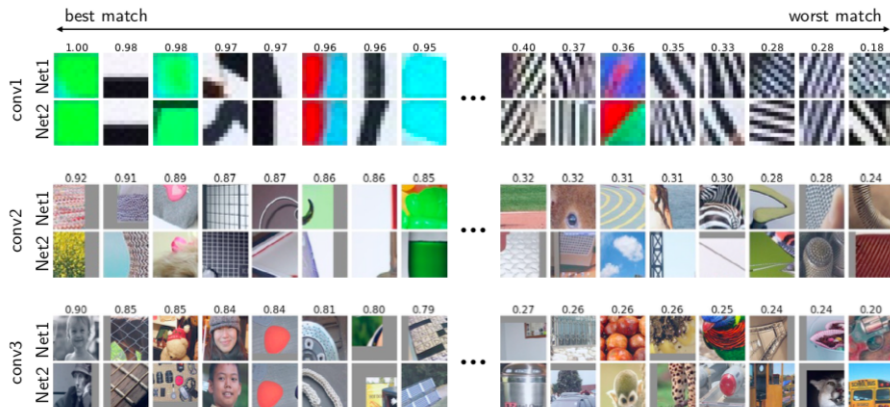 best match worst match
1.00 0.98 0.98 0.97 0.97 0.96 0.96 0.95 0.40 0.37 0.36 0.35 0.33 0.28 0.28 0.18
conv1
Net1
...
Net2
0.92 0.91 0.89 0.87 0.87 0.86 0.86 0.85 0.32 0.32 0.31 0.31 0.30 0.28 0.28 0.24
conv2
Net1
...
Net2
0.90 0.85 0.85 0.84 0.84 0.81 0.80 0.79 0.27 0.26 0.26 0.26 0.25 0.24 0.24 0.20
conv3
Net1
...
Net2